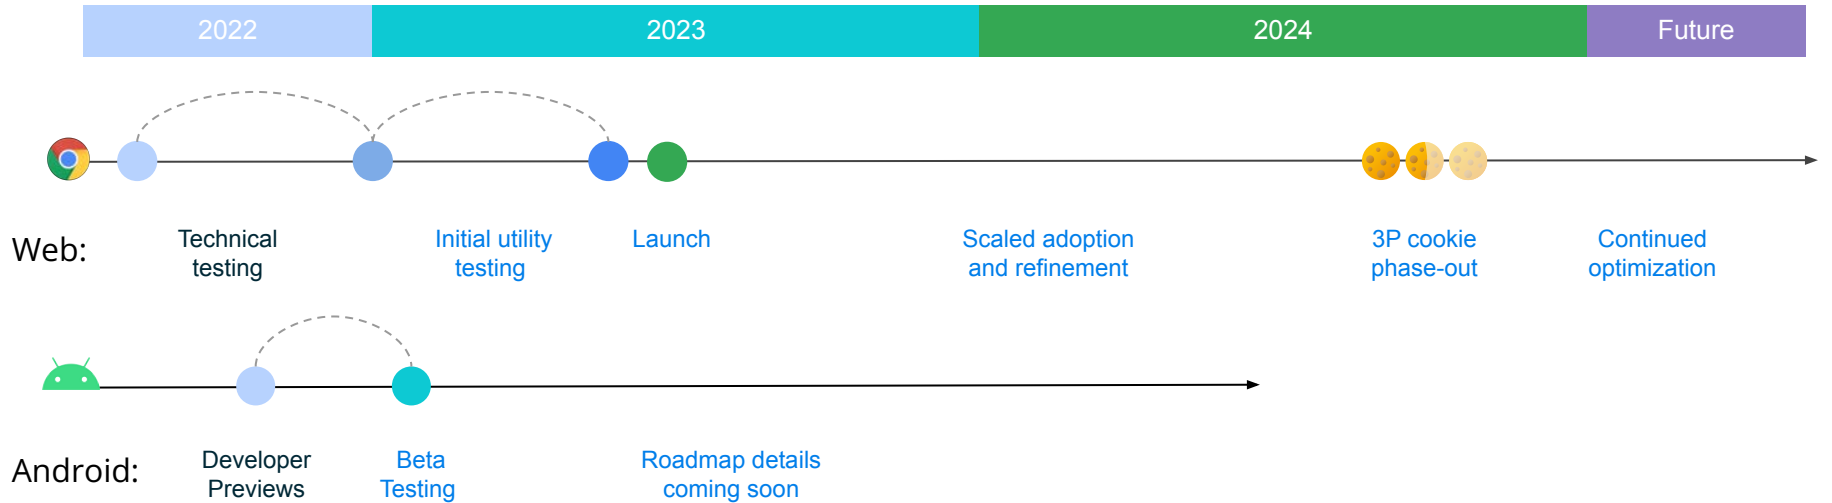 2022
2023
2024
Future
Web:
Technical
testing
Initial utility
testing
Launch
Scaled adoption
and refinement
3P cookie
phase-out
Continued
optimization
Android:
Developer
Previews
Beta
Testing
Roadmap details
coming soon